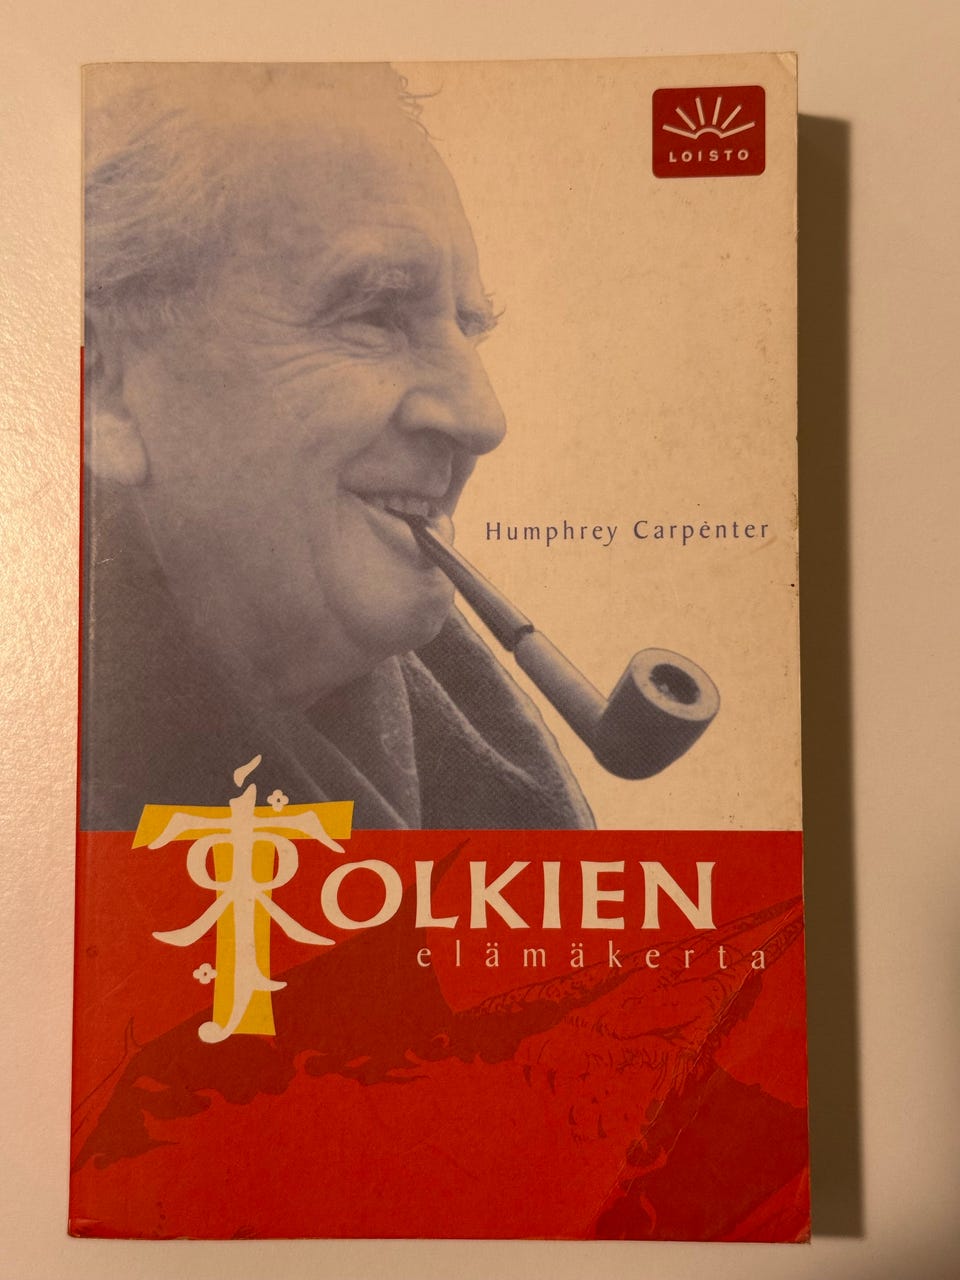 LOISTO
Humphrey Carpenter
TOLKIEN
elämäkerta